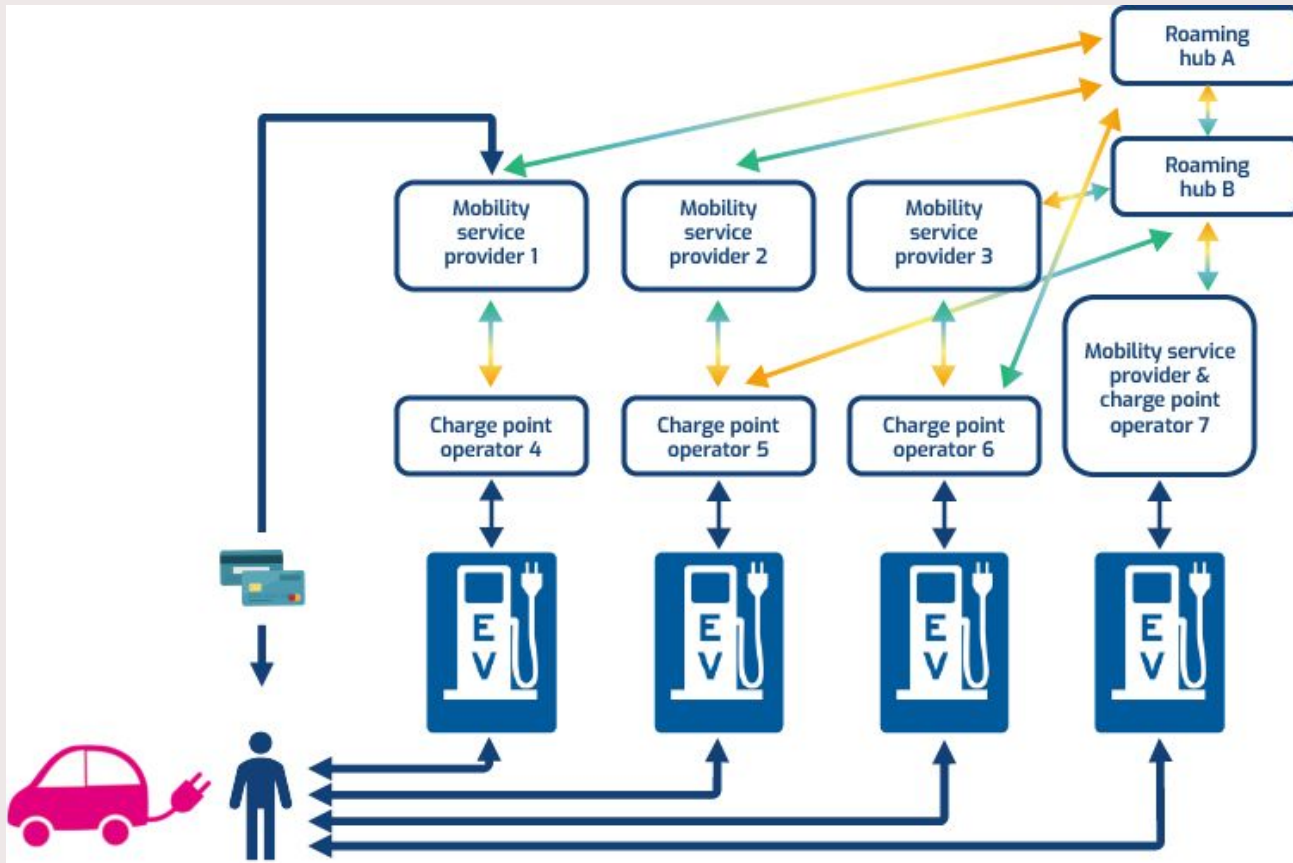 Roaming
hub A
Roaming
hub B
Mobility
service
provider 1
Mobility
service
provider 2
Mobility
service
provider 3
Mobility service
provider &
charge point
operator 7
Charge point
operator 4
Charge point
operator 5
Charge point
operator 6
E
V
E
V
E
V
E
V